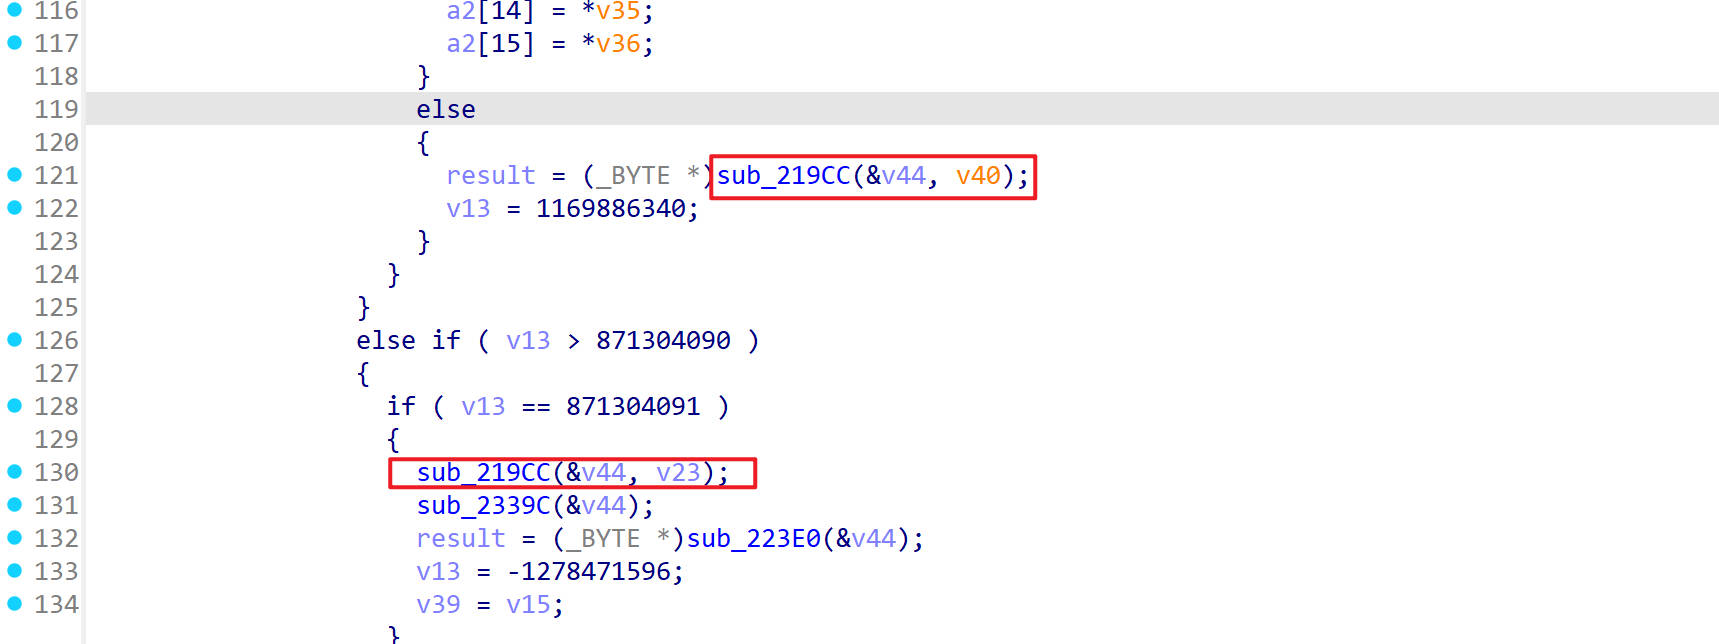 116 a2[14] = *v35;
117 a2[15] = *v36;
118 }
119 else
120 {
121 result = (_BYTE *)sub_219CC(&v44, v40);
122 v13 = 1169886340;
123 }
124 }
125 }
126 else if ( v13 > 871304090 )
127 {
128 if ( v13 == 871304091 )
129 {
130 sub_219CC(&v44, v23);
131 sub_2339C(&v44);
132 result = (_BYTE *)sub_223E0(&v44);
133 v13 = -1278471596;
134 v39 = v15;
}